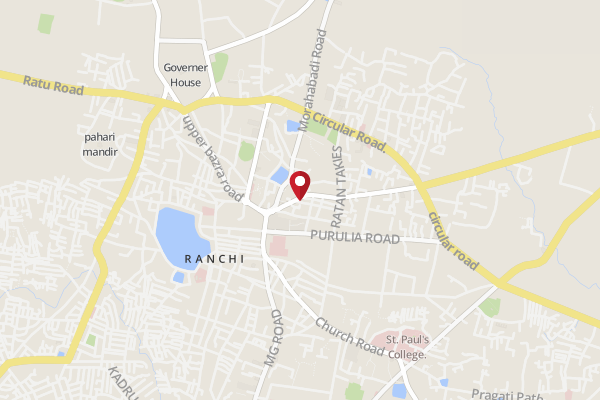 Governer
House
Ratu Road
Morahabadi Road
upper bazra road
Circular Road.
pahari
mandir
RATAN TAKIES
circular road
PURULIA ROAD
RANCHI
MG ROAD
Church Road
St. Paul's
College.
KADRU
Pragati Path